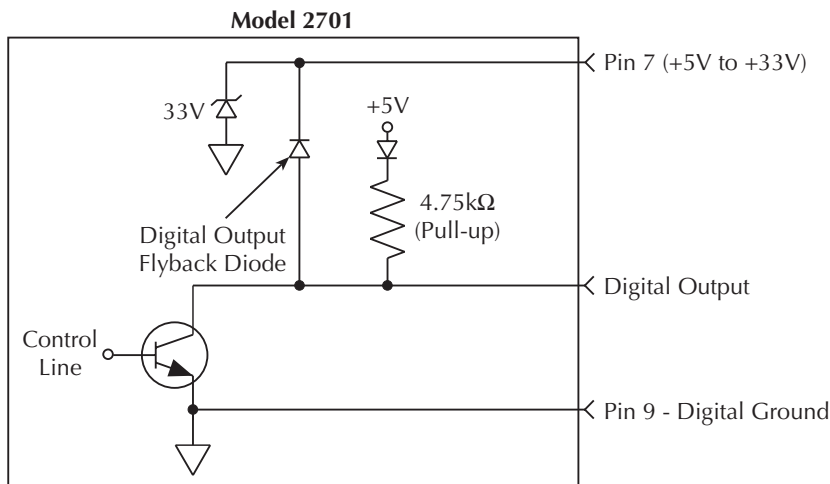 Model 2701
Pin 7 (+5V to +33V)
33V
+5V
4.75kΩ
(Pull-up)
Digital Output
Flyback Diode
Digital Output
Control
Line
Pin 9 - Digital Ground